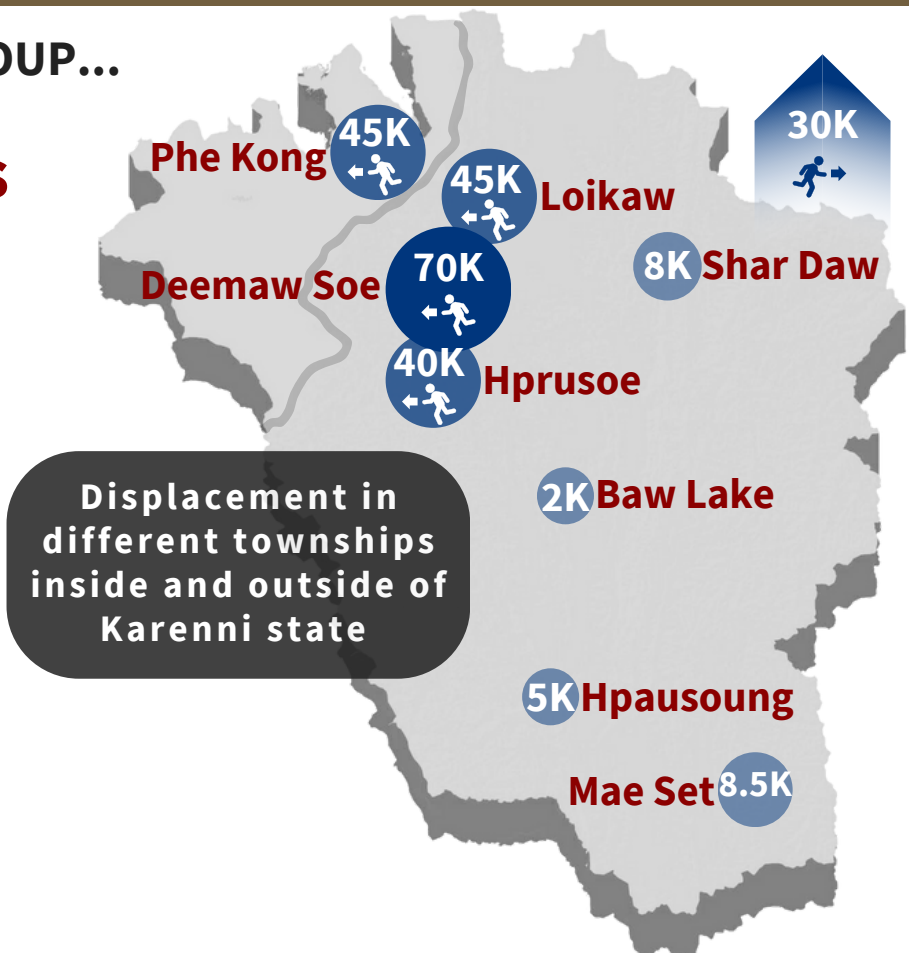 OUP...
S
45K
Phe Kong
30K
45K
Loikaw
8K Shar Daw
Deemaw Soe
70K
40K
Hprusoe
2K Baw Lake
Displacement in
different townships
inside and outside of
Karenni state
5K Hpausoung
Mae Set 8.5K